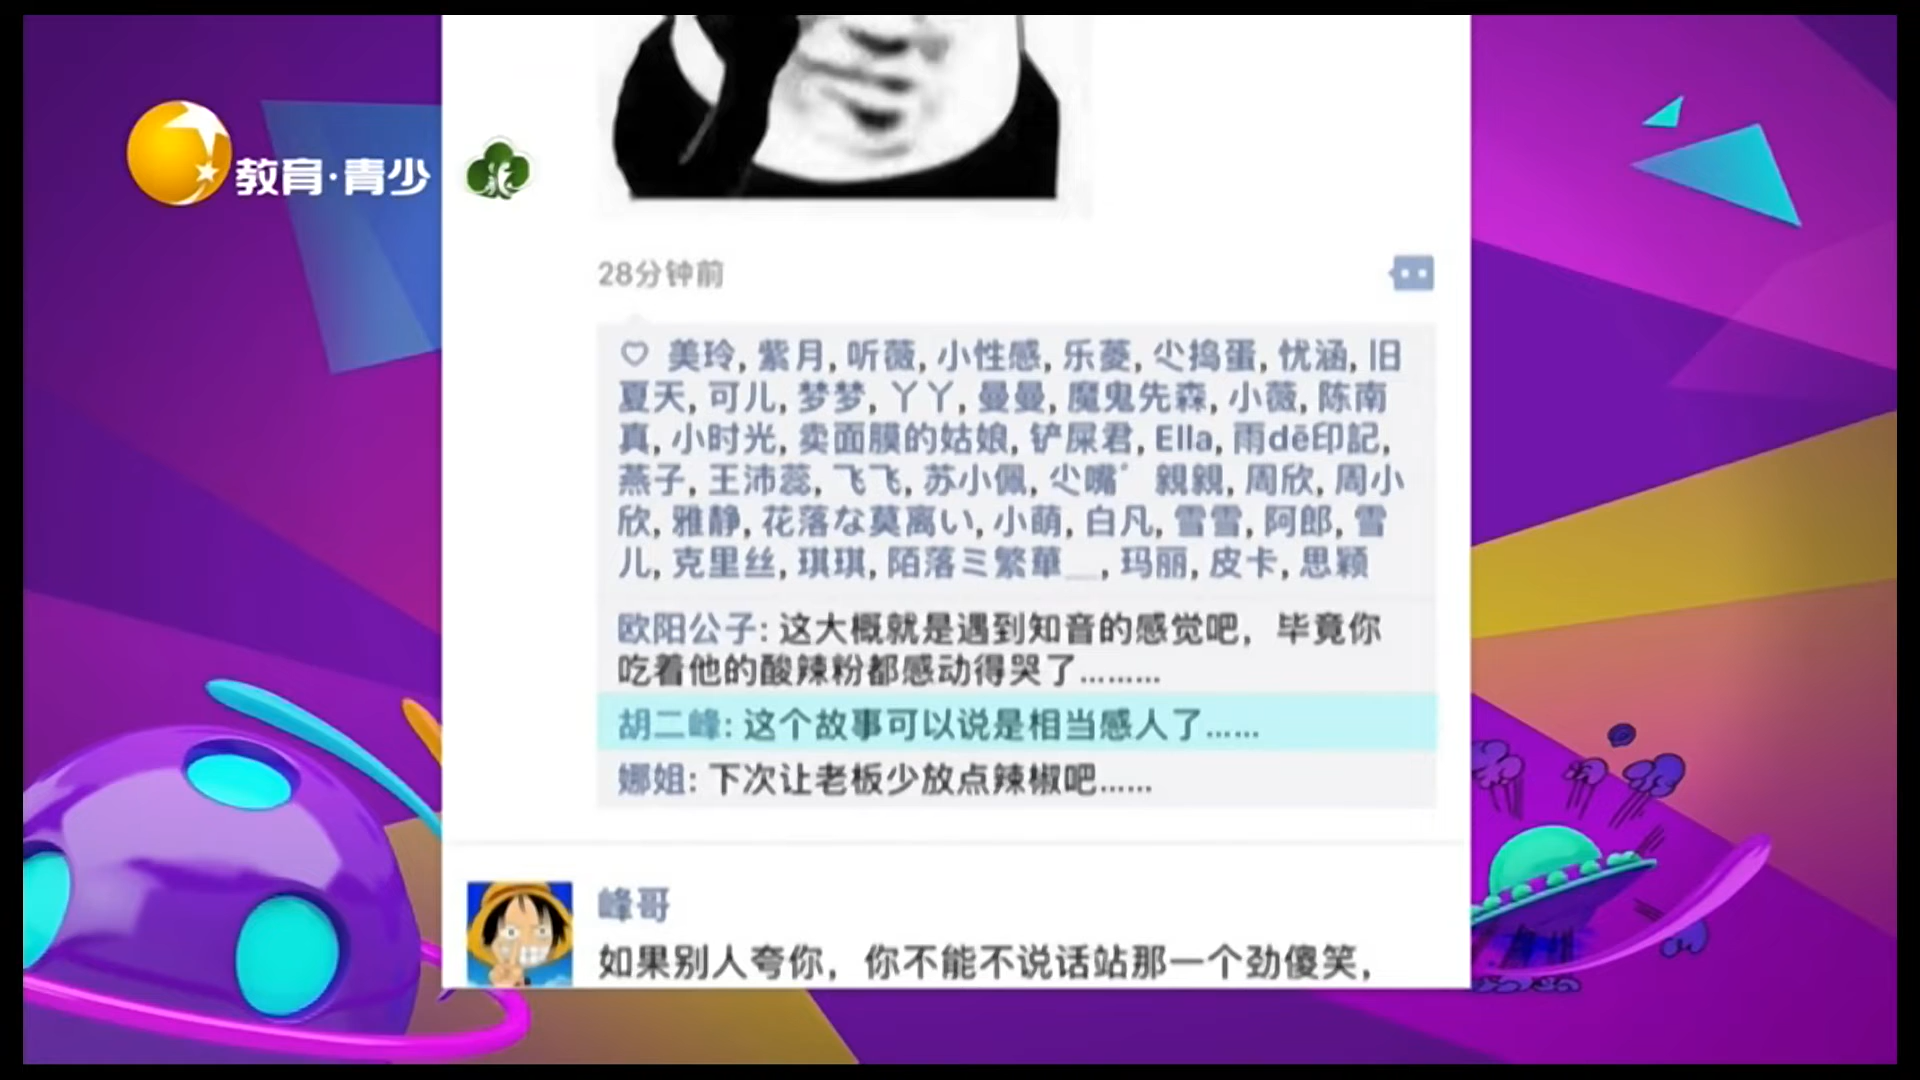 教育·青少
28分钟前
♡ 美玲, 紫月, 听薇, 小性感, 乐菱, 尐捣蛋, 忧涵, 旧
夏天, 可儿, 梦梦, 丫丫, 曼曼, 魔鬼先森, 小薇, 陈南
真, 小时光, 卖面膜的姑娘, 铲屎君, Ella, 雨dē印記,
燕子, 王沛蕊, 飞飞, 苏小佩, 尐嘴゜親親, 周欣, 周小
欣, 雅静, 花落な莫离い, 小萌, 白凡, 雪雪, 阿郎, 雪
儿, 克里丝, 琪琪, 陌落ミ繁華__, 玛丽, 皮卡, 思颖
欧阳公子: 这大概就是遇到知音的感觉吧，毕竟你
吃着他的酸辣粉都感动得哭了………
胡二峰: 这个故事可以说是相当感人了……
娜姐: 下次让老板少放点辣椒吧……
峰哥
如果别人夸你，你不能不说话站那一个劲傻笑，